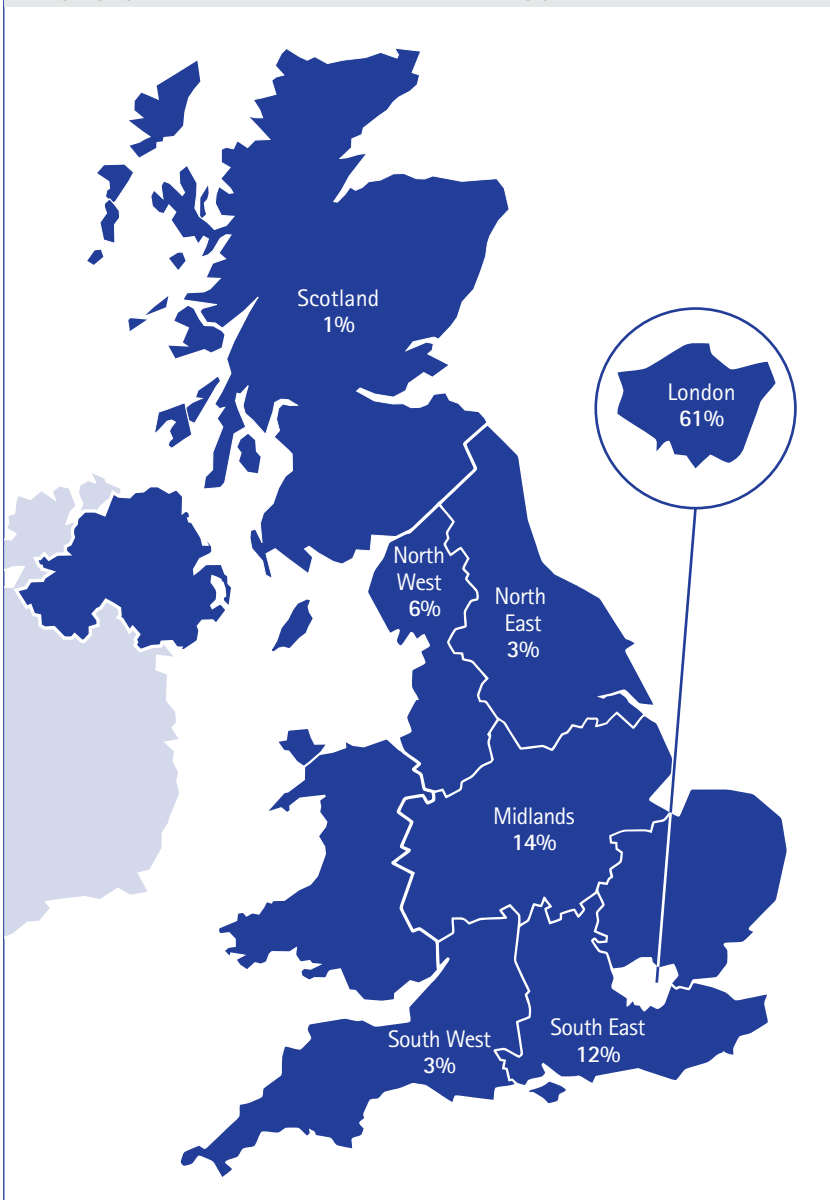 Scotland
1%
London
61%
North
West
6%
North
East
3%
Midlands
14%
South West
3%
South East
12%